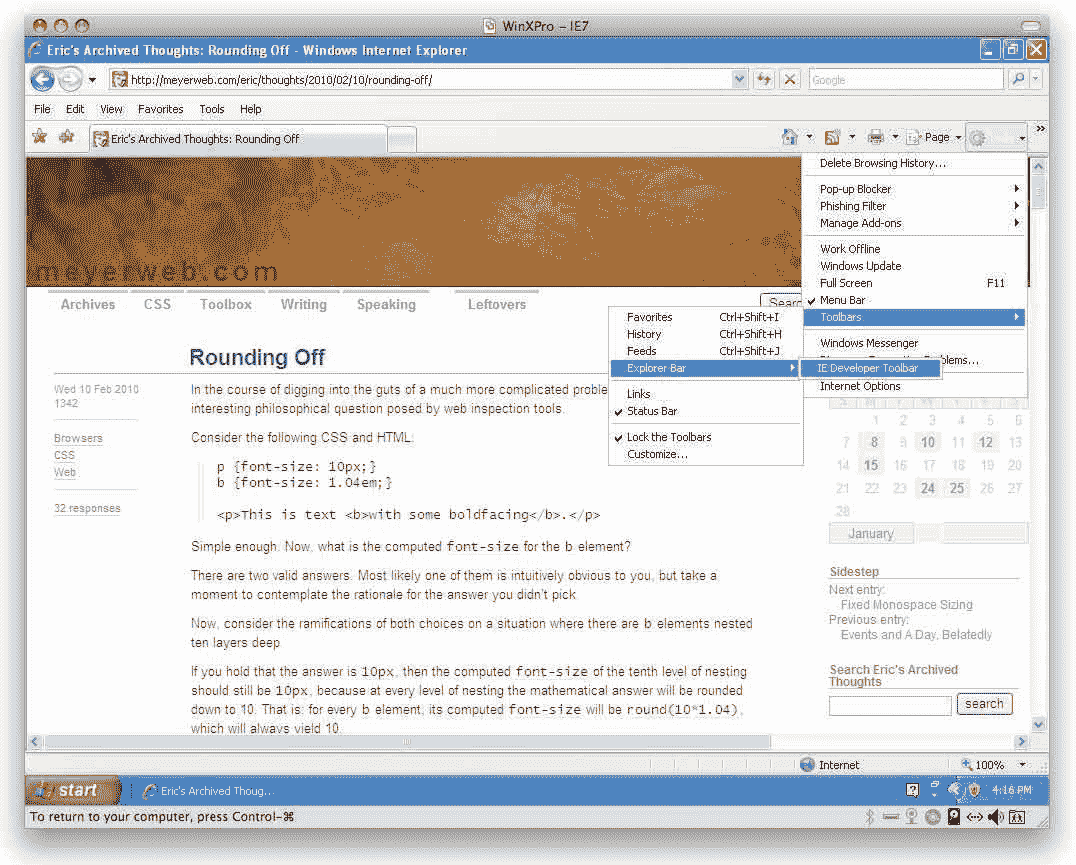 WinXPro – IE7
Eric's Archived Thoughts: Rounding Off - Windows Internet Explorer
http://meyerweb.com/eric/thoughts/2010/02/10/rounding-off/
Google
File Edit View Favorites Tools Help
Eric's Archived Thoughts: Rounding Off
Page
»
Delete Browsing History...
Pop-up Blocker
Phishing Filter
Manage Add-ons
Work Offline
Windows Update
Full Screen F11
Menu Bar
Toolbars
Windows Messenger
IE Developer Toolbar
Internet Options
Favorites Ctrl+Shift+I
History Ctrl+Shift+H
Feeds Ctrl+Shift+J
Explorer Bar
Links
Status Bar
Lock the Toolbars
Customize...
meyerweb.com
Archives CSS Toolbox Writing Speaking Leftovers
Rounding Off
Wed 10 Feb 2010
1342
Browsers
CSS
Web
32 responses
In the course of digging into the guts of a much more complicated
interesting philosophical question posed by web inspection tools.
Consider the following CSS and HTML:
p {font-size: 10px;}
b {font-size: 1.04em;}
<p>This is text <b>with some boldfacing</b>.</p>
Simple enough. Now, what is the computed font-size for the b element?
There are two valid answers. Most likely one of them is intuitively obvious to you, but take a
moment to contemplate the rationale for the answer you didn't pick.
Now, consider the ramifications of both choices on a situation where there are b elements nested
ten layers deep.
If you hold that the answer is 10px, then the computed font-size of the tenth level of nesting
should still be 10px, because at every level of nesting the mathematical answer will be rounded
down to 10. That is: for every b element, its computed font-size will be round(10*1.04),
which will always yield 10.
1 2 3 4 5 6
7 8 9 10 11 12 13
14 15 16 17 18 19 20
21 22 23 24 25 26 27
28
January
Sidestep
Next entry:
Fixed Monospace Sizing
Previous entry:
Events and A Day, Belatedly
Search Eric's Archived
Thoughts
search
Internet
100%
start
Eric's Archived Thoug...
4:16 PM
To return to your computer, press Control-⌘